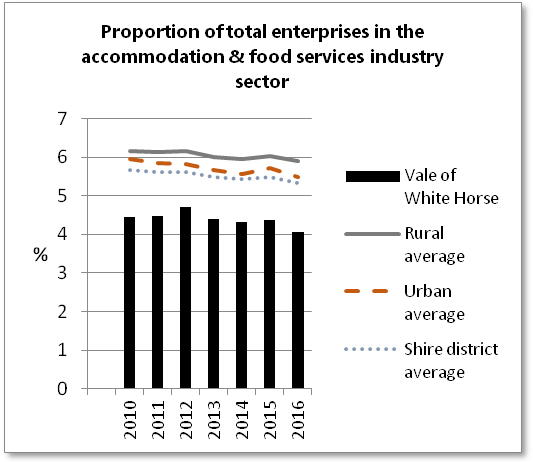 Proportion of total enterprises in the
accommodation & food services industry
sector
7
6
5
4
3
2
1
0
%
2010
2011
2012
2013
2014
2015
2016
Vale of
White Horse
Rural
average
Urban
average
Shire district
average